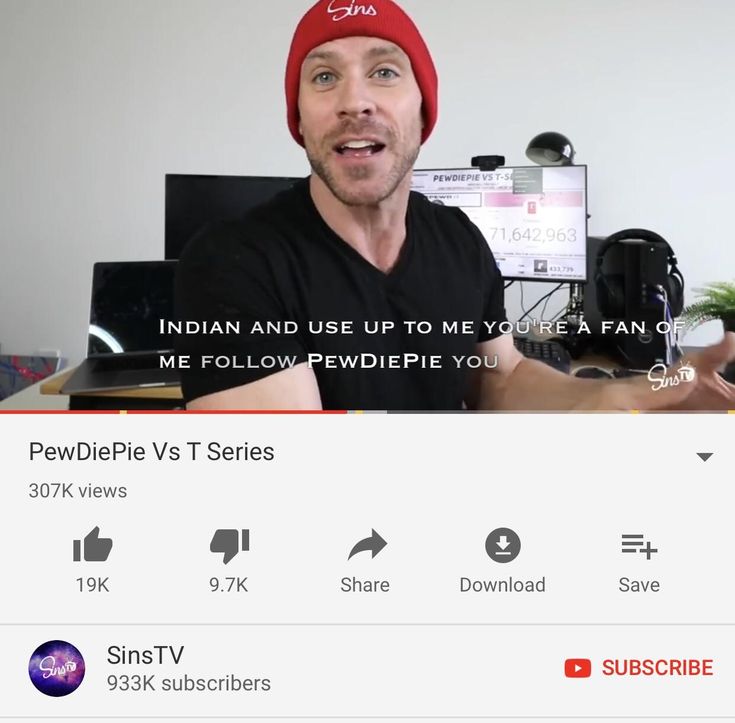 Sins
PEWDIEPIE VS T-S
71,642,963
433,739
INDIAN AND USE UP TO ME YOU'RE A FAN OF
ME FOLLOW PEWDIEPIE YOU
SinsTV
PewDiePie Vs T Series
307K views
19K
9.7K
Share
Download
Save
SinsTV
SinsTV
933K subscribers
SUBSCRIBE